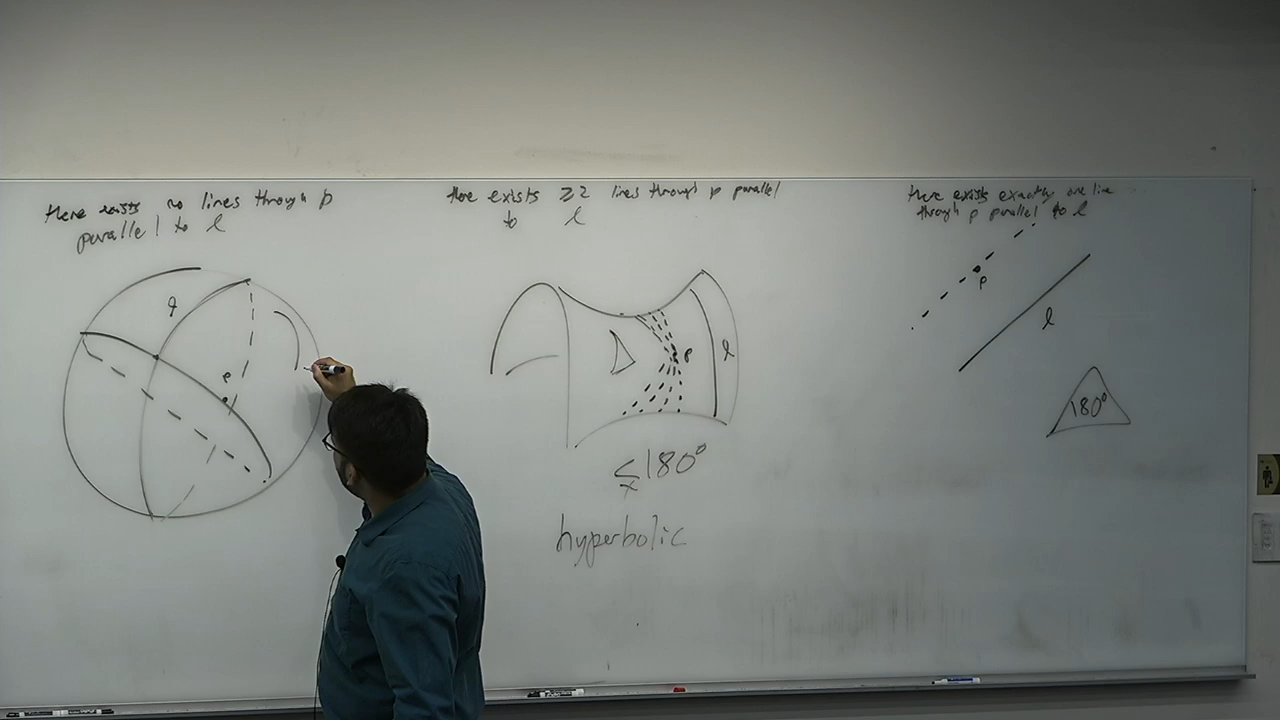 there exists no lines through p
parallel to l
l
p
there exists ≥2 lines through p parallel
to l
p
l
≨180°
hyperbolic
there exists exactly one line
through p parallel to l
p
l
180°